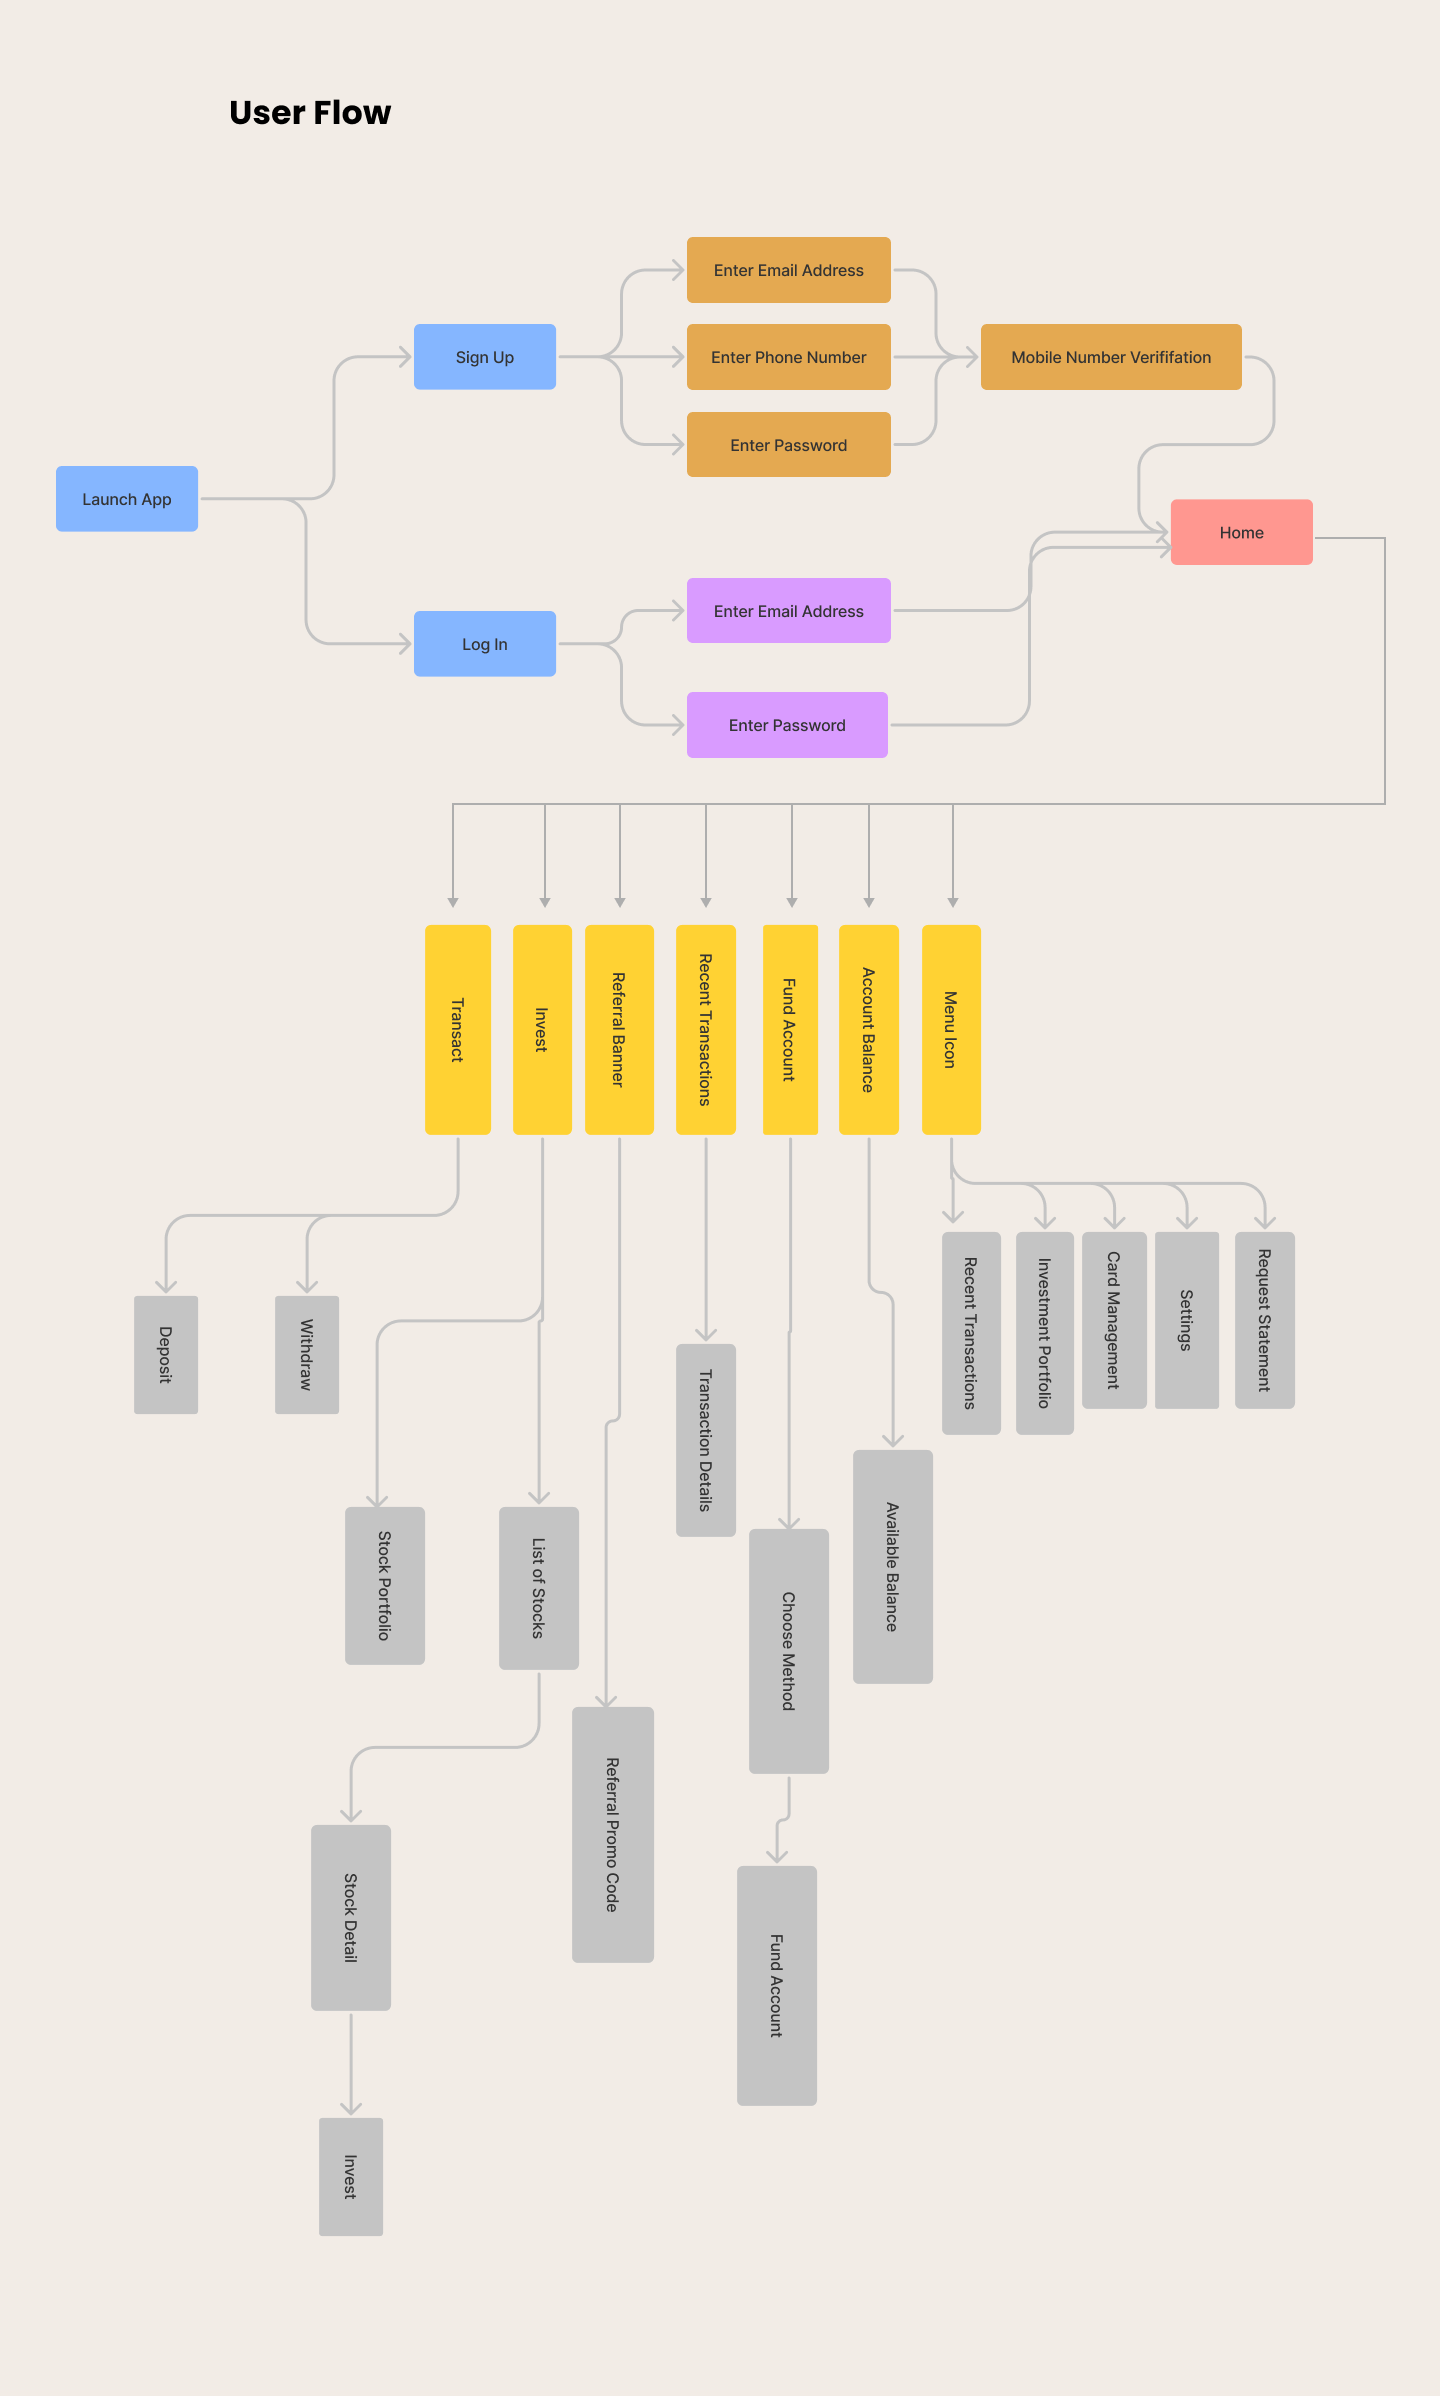 User Flow
Enter Email Address
Sign Up
Enter Phone Number
Mobile Number Verififation
Enter Password
Launch App
Home
Enter Email Address
Log In
Enter Password
Transact
Invest
Referral Banner
Recent Transactions
Fund Account
Account Balance
Menu Icon
Recent Transactions
Investment Portfolio
Card Management
Settings
Request Statement
Deposit
Withdraw
Transaction Details
Available Balance
Stock Portfolio
List of Stocks
Choose Method
Referral Promo Code
Stock Detail
Fund Account
Invest